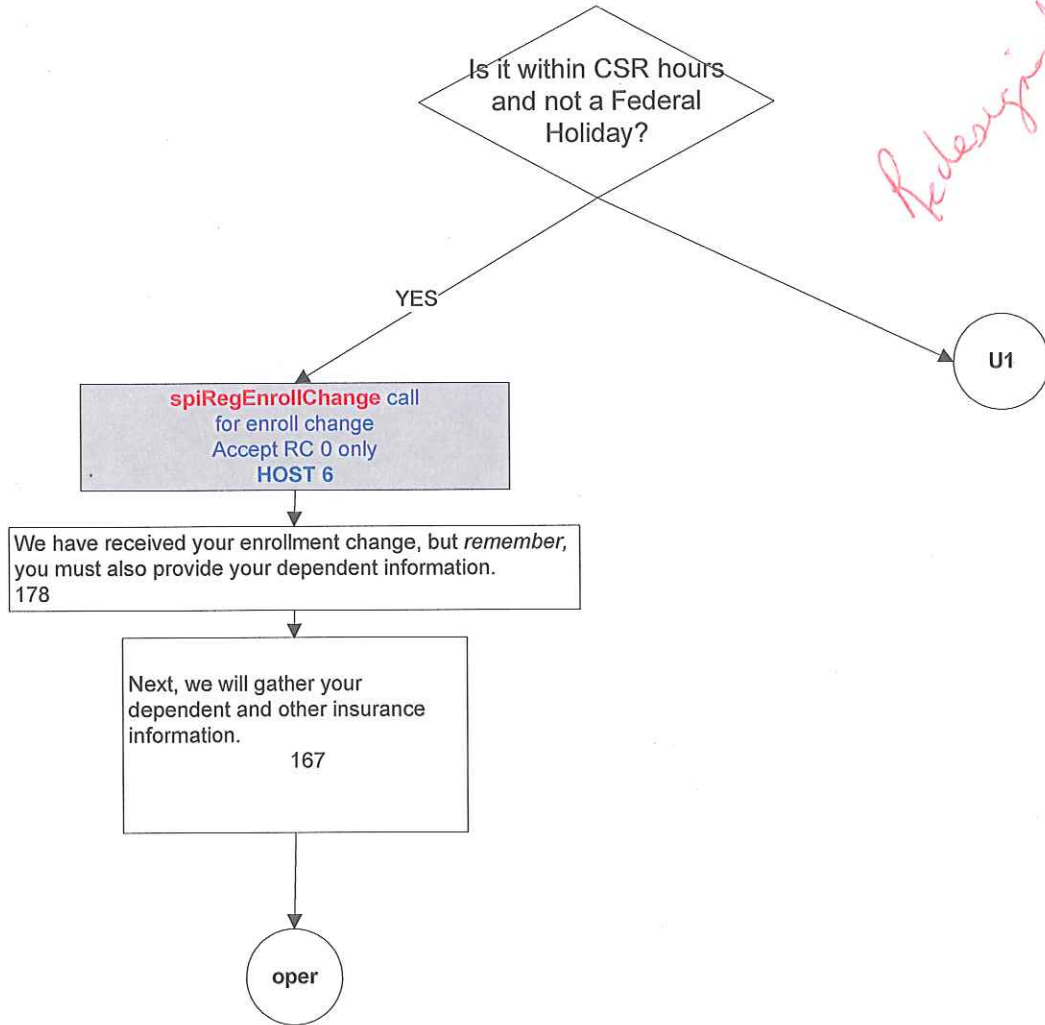 Is it within CSR hours
and not a Federal
Holiday?
YES
U1
spiRegEnrollChange call
for enroll change
Accept RC 0 only
HOST 6
We have received your enrollment change, but remember,
you must also provide your dependent information.
178
Next, we will gather your
dependent and other insurance
information.
167
oper